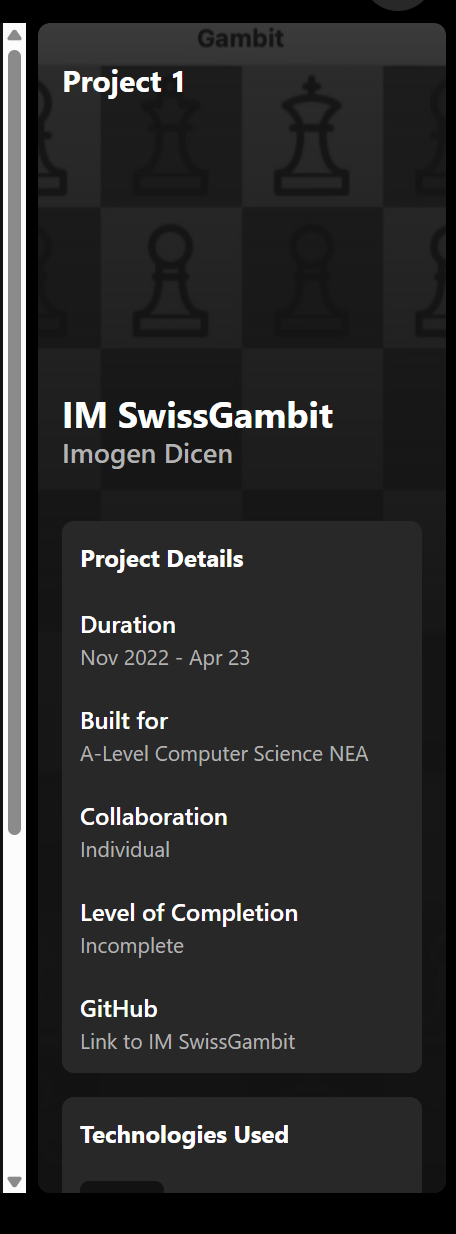 Gambit
Project 1
IM SwissGambit
Imogen Dicen
Project Details
Duration
Nov 2022 - Apr 23
Built for
A-Level Computer Science NEA
Collaboration
Individual
Level of Completion
Incomplete
GitHub
Link to IM SwissGambit
Technologies Used